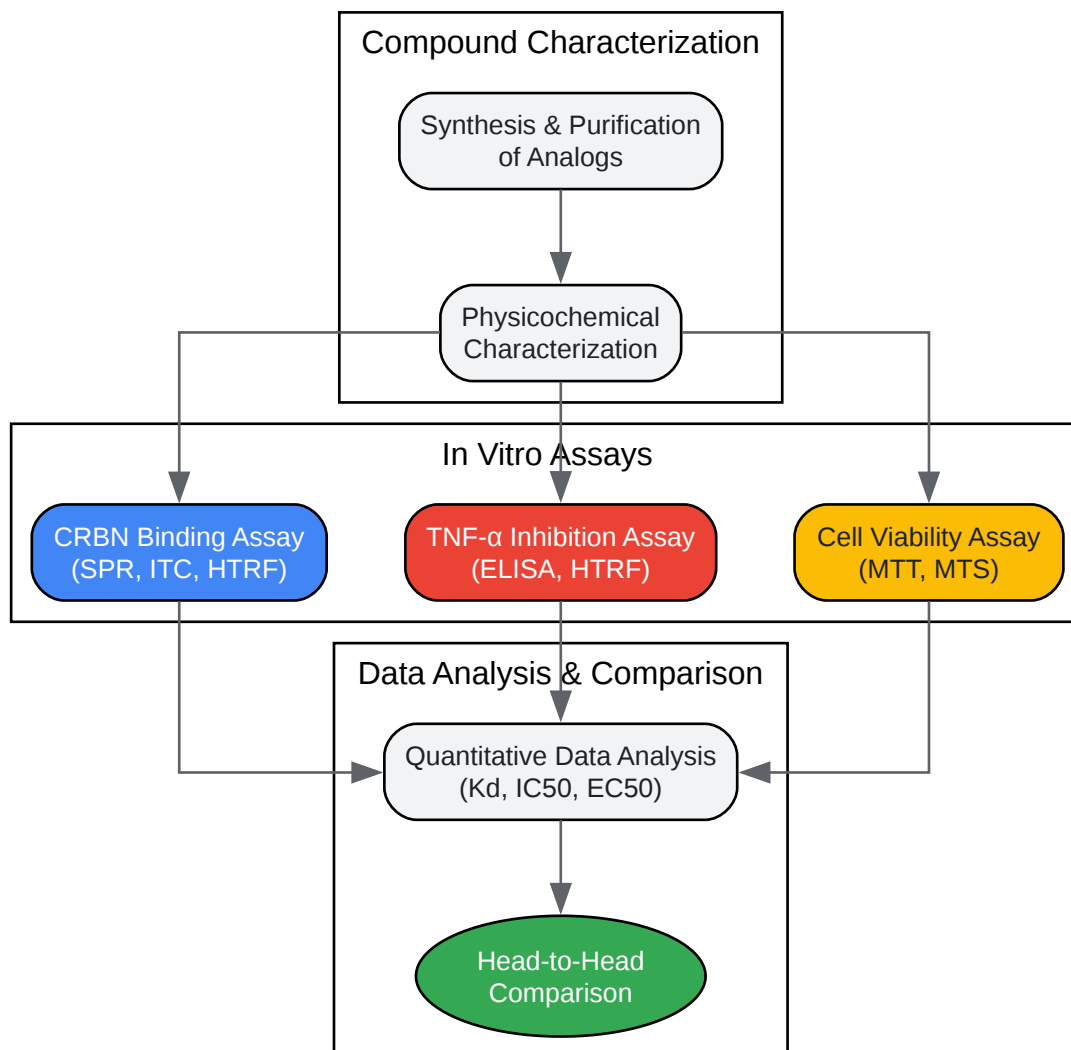 Compound Characterization
Synthesis & Purification
of Analogs
Physicochemical
Characterization
In Vitro Assays
CRBN Binding Assay
(SPR, ITC, HTRF)
TNF-α Inhibition Assay
(ELISA, HTRF)
Cell Viability Assay
(MTT, MTS)
Data Analysis & Comparison
Quantitative Data Analysis
(Kd, IC50, EC50)
Head-to-Head
Comparison